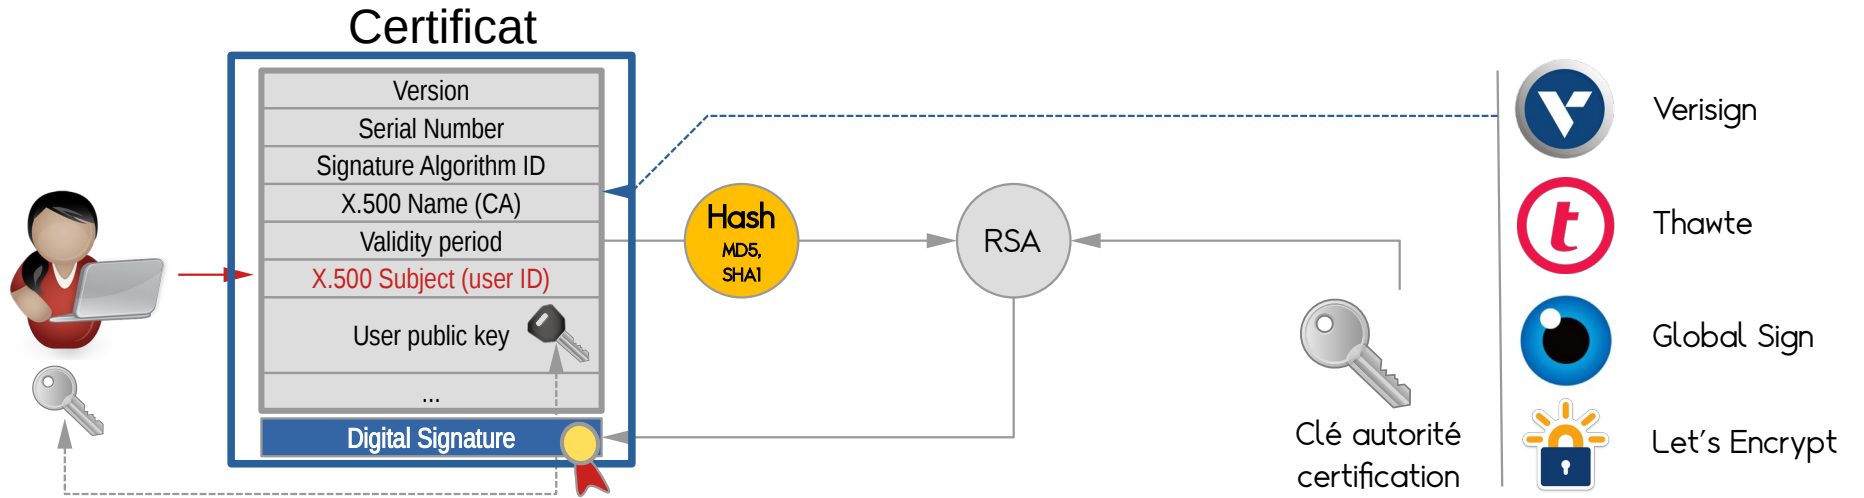 Certificat
Version
Serial Number
Signature Algorithm ID
X.500 Name (CA)
Validity period
X.500 Subject (user ID)
User public key
...
Digital Signature
Hash
MD5,
SHA1
RSA
Clé autorité
certification
Verisign
t
Thawte
Global Sign
Let's Encrypt